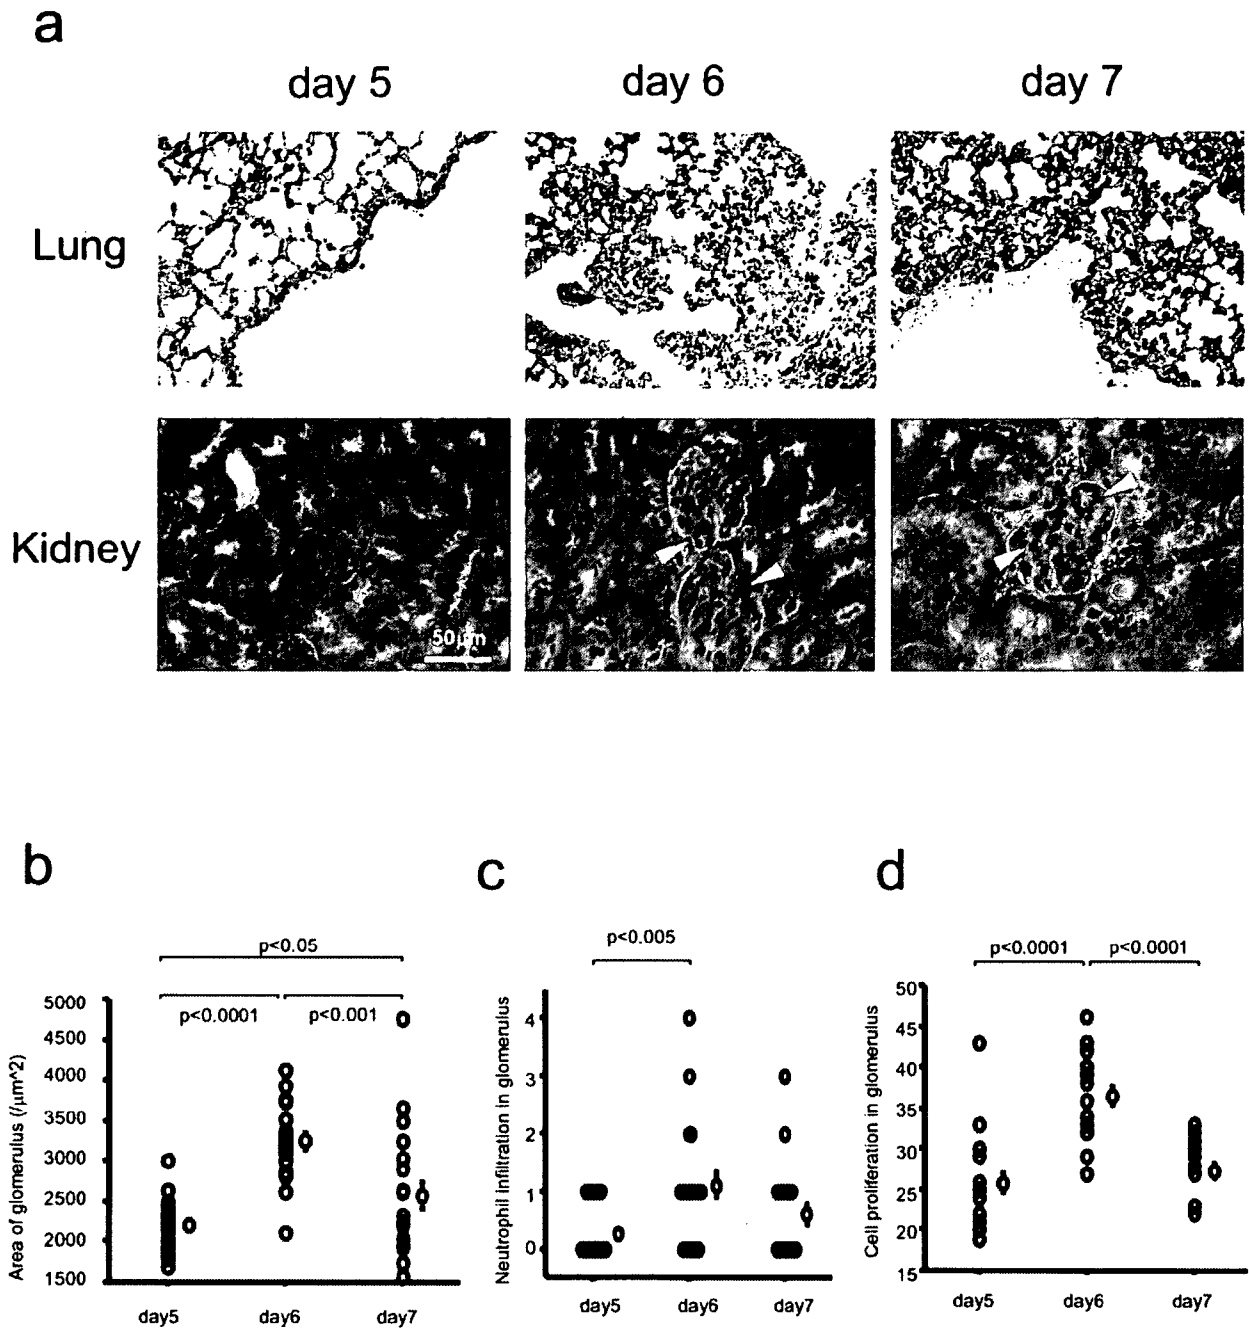 a
day 5
day 6
day 7
Lung
Kidney
50μm
b
c
d
p<0.05
p<0.0001
p<0.001
Area of glomerulus (/μm^2)
5000
4500
4000
3500
3000
2500
2000
1500
day5
day6
day7
p<0.005
Neutrophil infiltration in glomerulus
4
3
2
1
0
day5
day6
day7
p<0.0001
p<0.0001
Cell proliferation in glomerulus
50
45
40
35
30
25
20
15
day5
day6
day7